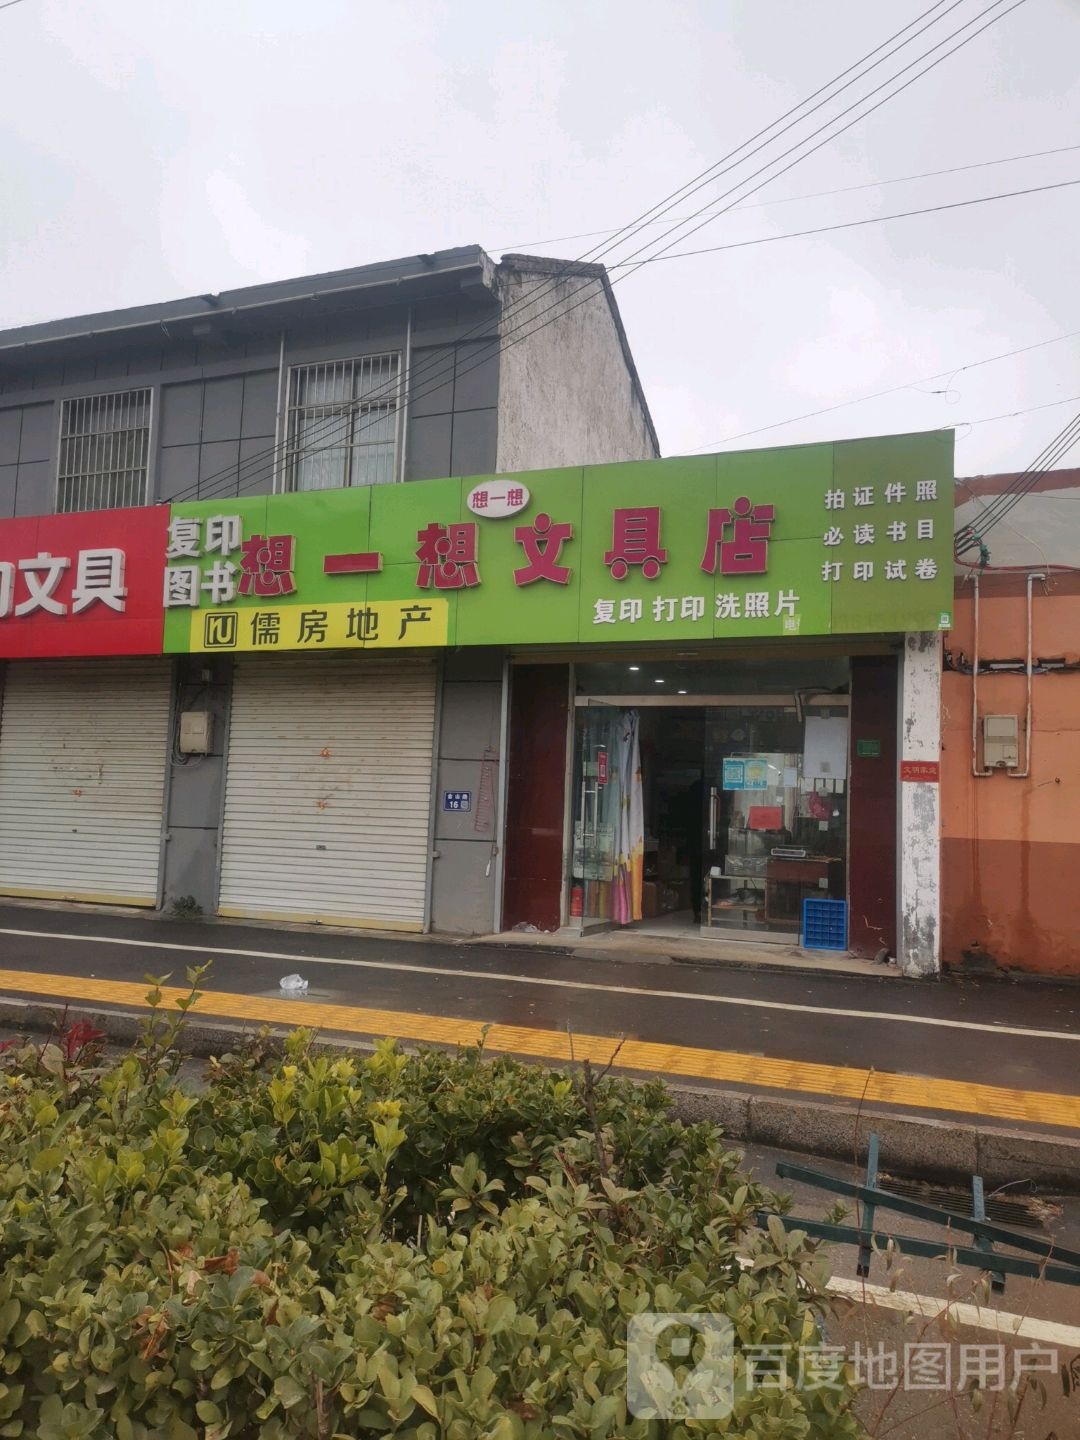 文具
复印
图书
想一想
想一想文具店
拍证件照
必读书目
打印试卷
复印 打印 洗照片
电
儒房地产
16
百度地图用户